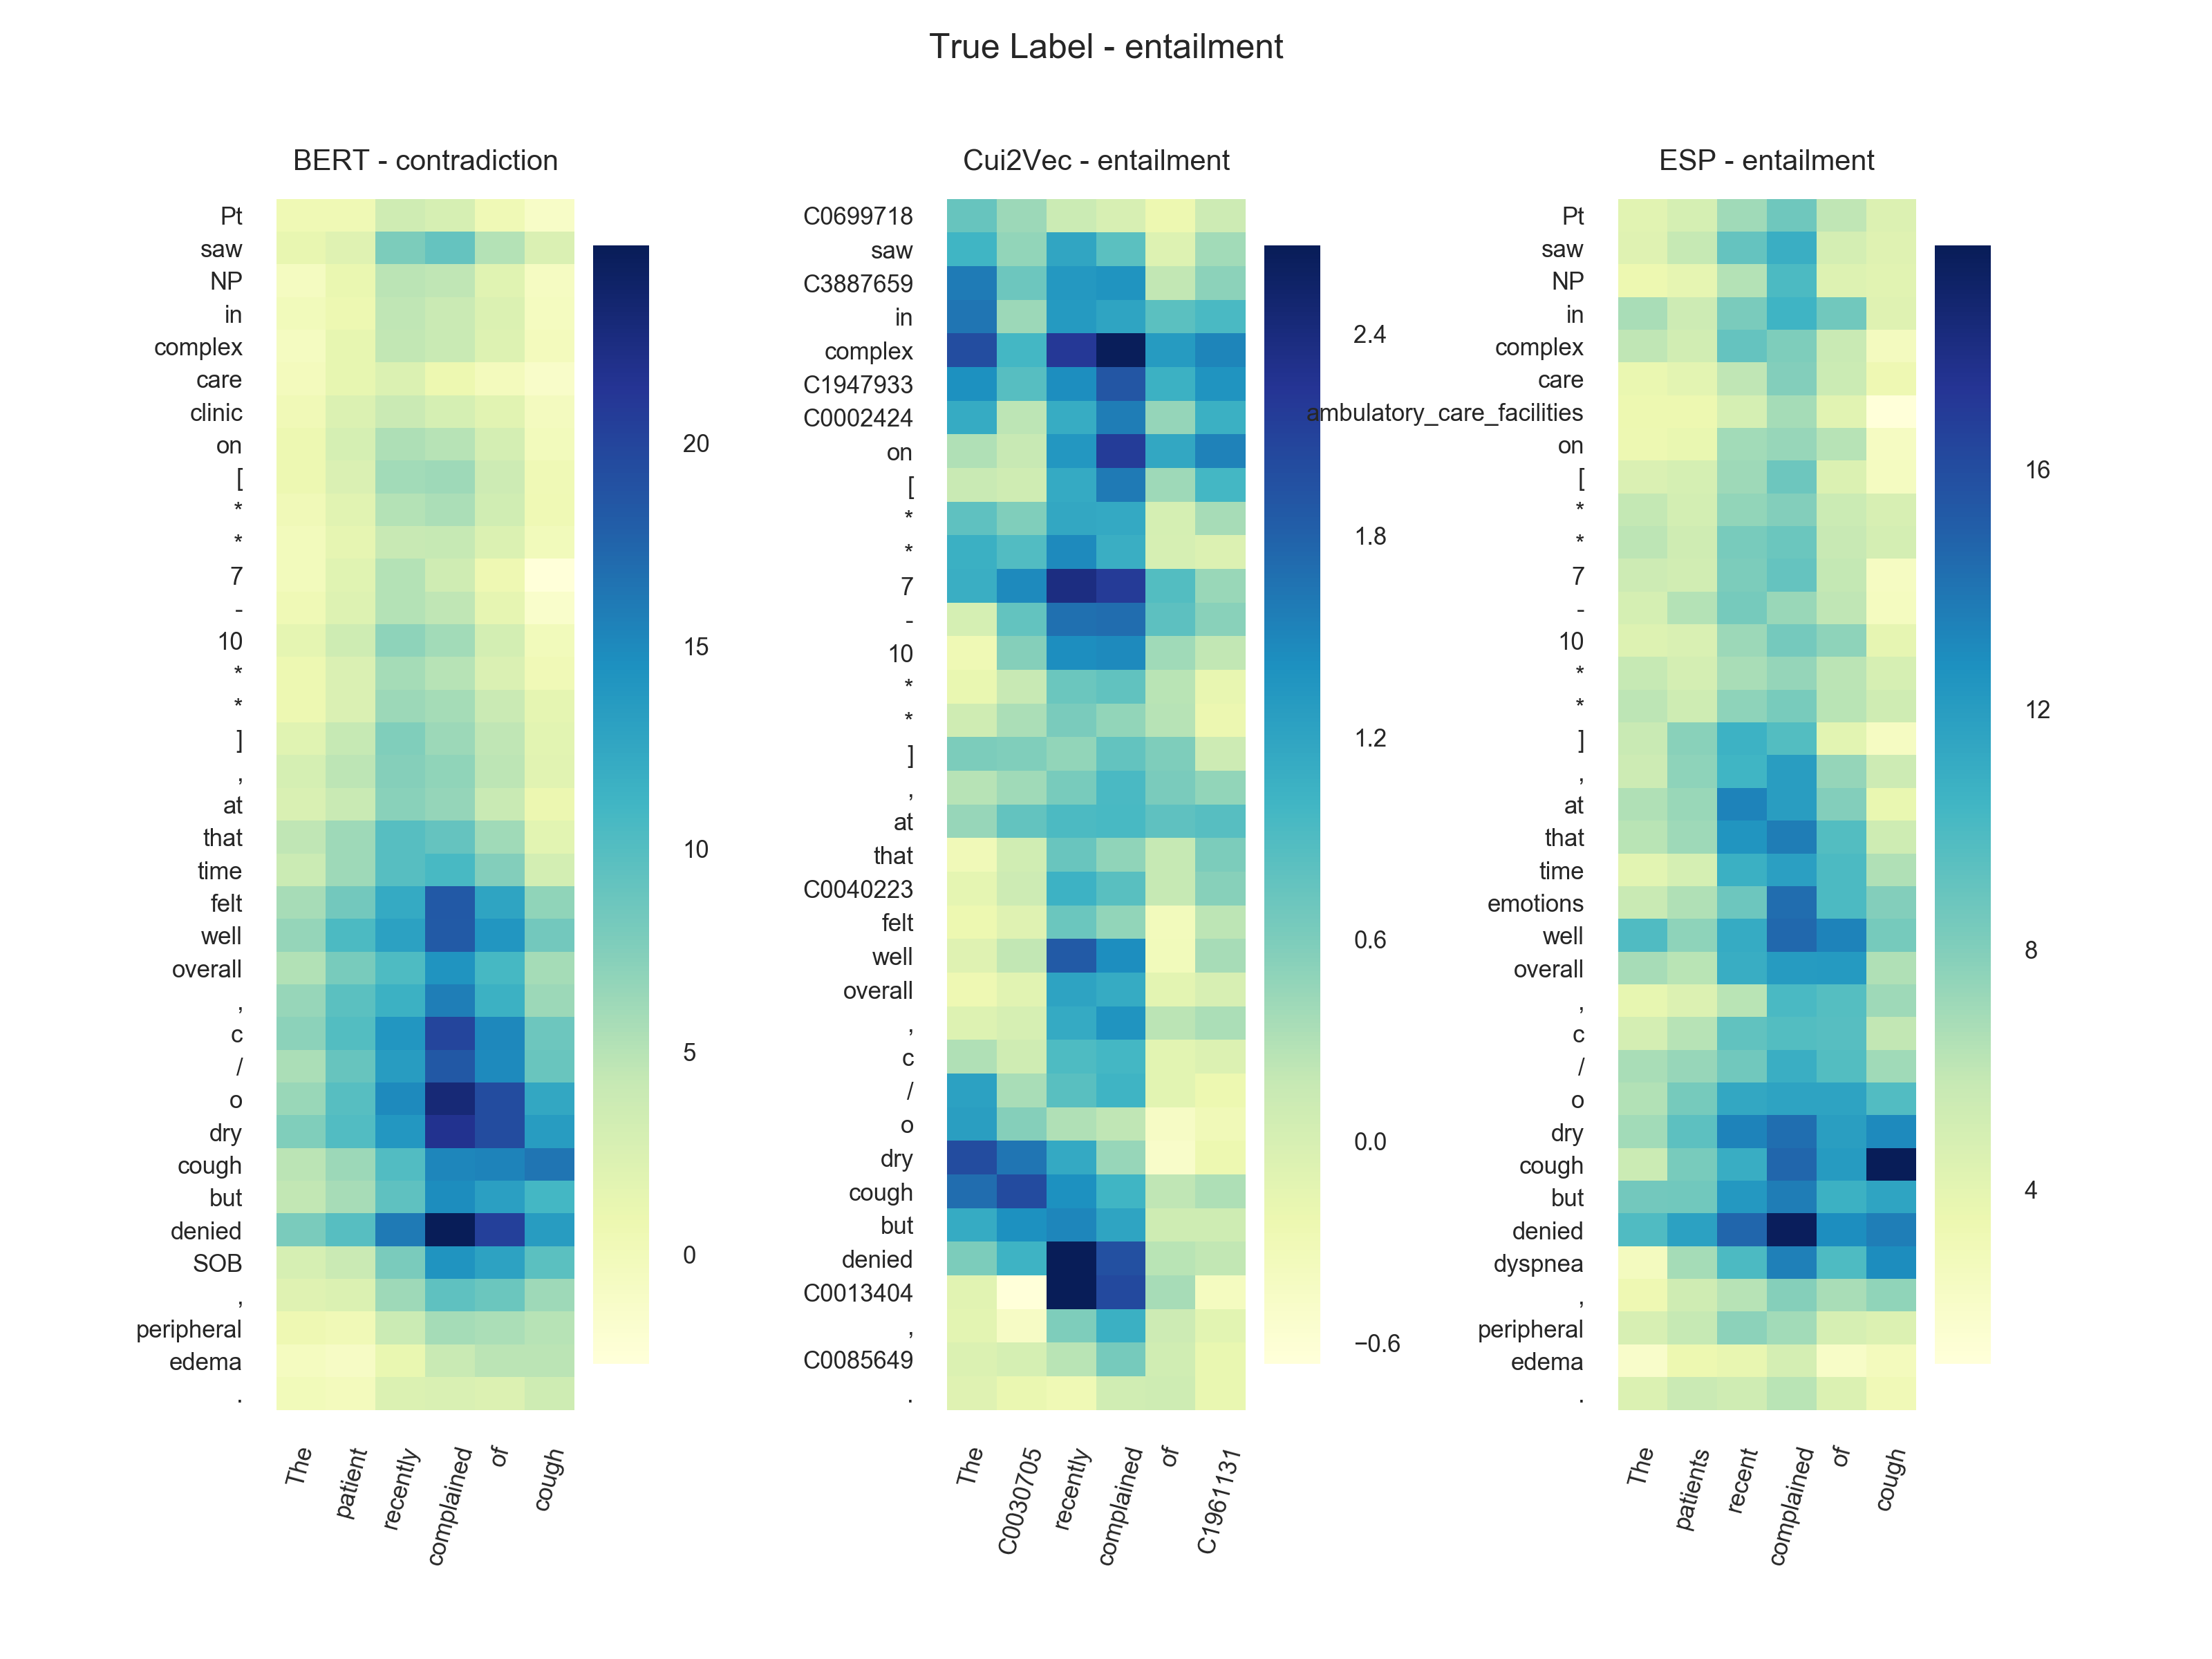 True Label - entailment
BERT - contradiction
Pt
saw
NP
in
complex
care
clinic
on
[
*
*
7
-
10
*
*
]
,
at
that
time
felt
well
overall
,
c
/
o
dry
cough
but
denied
SOB
,
peripheral
edema
.
The
patient
recently
complained
of
cough
20
15
10
5
0
Cui2Vec - entailment
C0699718
saw
C3887659
in
complex
C1947933
C0002424
on
[
*
*
7
-
10
*
*
]
,
at
that
C0040223
felt
well
overall
,
c
/
o
dry
cough
but
denied
C0013404
,
C0085649
.
The
C0030705
recently
complained
of
C1961131
2.4
1.8
1.2
0.6
0.0
−0.6
ESP - entailment
Pt
saw
NP
in
complex
care
ambulatory_care_facilities
on
[
*
*
7
-
10
*
*
]
,
at
that
time
emotions
well
overall
,
c
/
o
dry
cough
but
denied
dyspnea
,
peripheral
edema
.
The
patients
recent
complained
of
cough
16
12
8
4